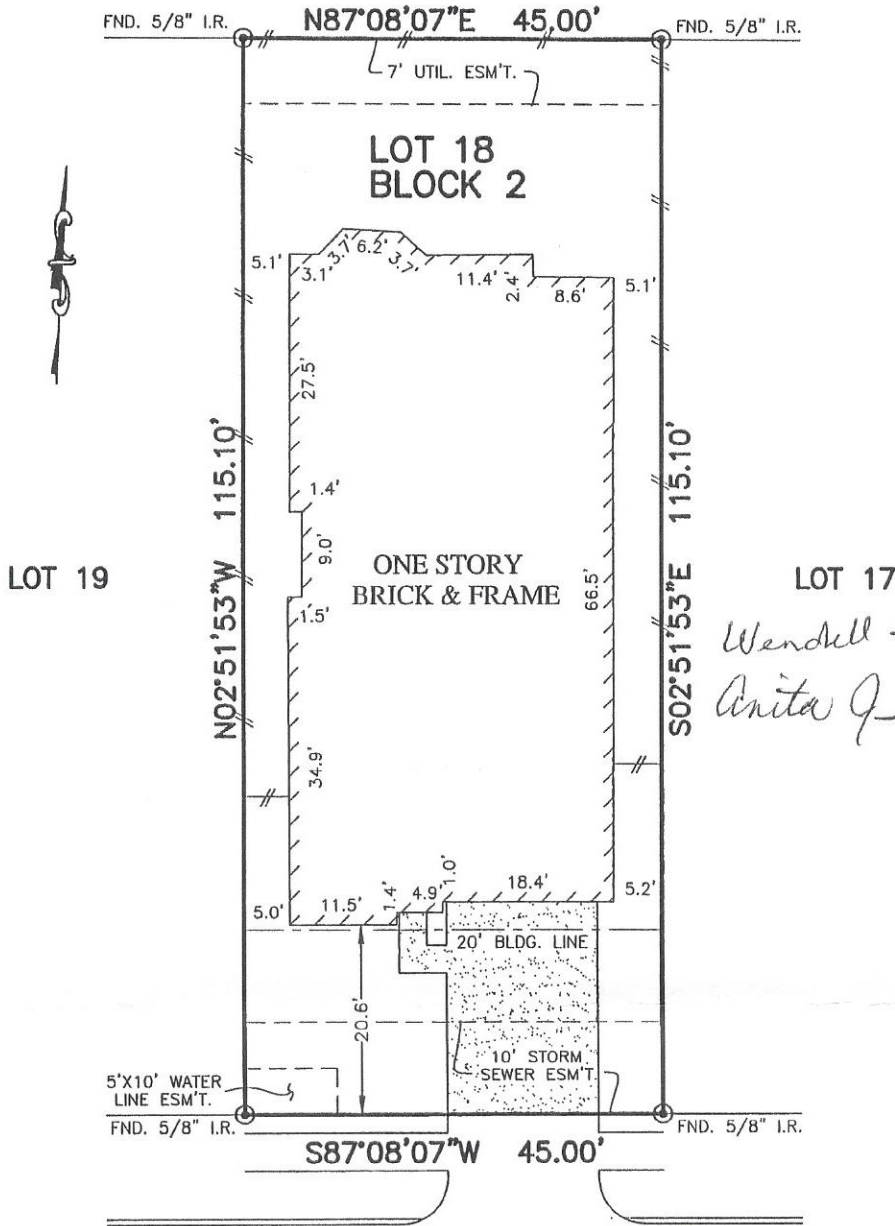 FND. 5/8" I.R.
N87°08'07"E 45.00'
FND. 5/8" I.R.
7' UTIL. ESM'T.
LOT 18
BLOCK 2
5.1'
3.1'
3.7'
6.2'
3.7'
11.4'
2.4'
8.6'
5.1'
27.5'
1.4'
N02°51'53"W 115.10'
S02°51'53"E 115.10'
9.0'
LOT 19
ONE STORY
BRICK & FRAME
66.5'
LOT 17
1.5'
Wendell
Anita J
34.9'
5.0'
11.5'
1.4'
4.9'
1.0'
18.4'
5.2'
20' BLDG. LINE
20.6'
10' STORM
SEWER ESM'T.
5'X10' WATER
LINE ESM'T.
FND. 5/8" I.R.
FND. 5/8" I.R.
S87°08'07"W 45.00'